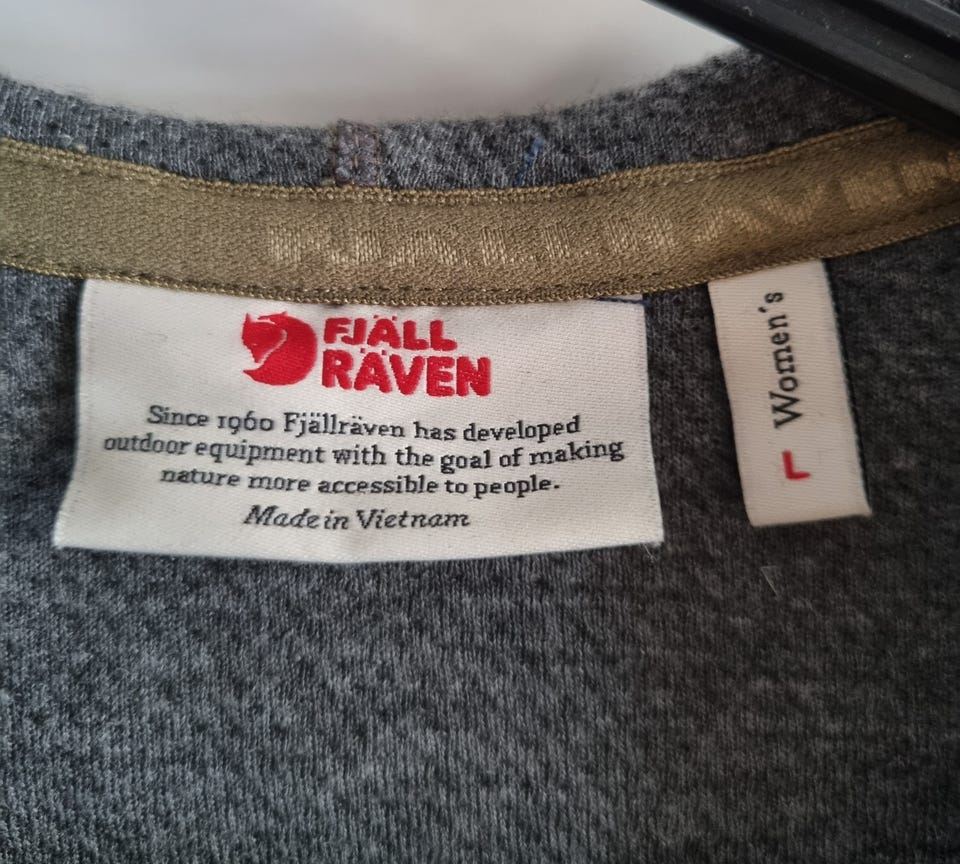 FJÄLLRÄVEN
FJÄLL
RÄVEN
Since 1960 Fjällräven has developed
outdoor equipment with the goal of making
nature more accessible to people.
Made in Vietnam
Women's
L